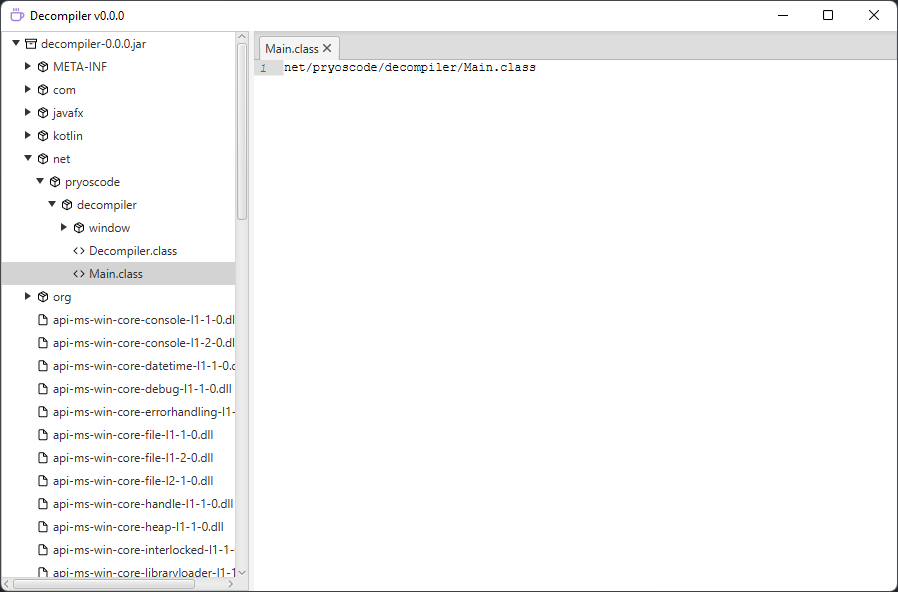 Decompiler v0.0.0
decompiler-0.0.0.jar
META-INF
com
javafx
kotlin
net
pryoscode
decompiler
window
Decompiler.class
Main.class
org
api-ms-win-core-console-l1-1-0.dl
api-ms-win-core-console-l1-2-0.dl
api-ms-win-core-datetime-l1-1-0.d
api-ms-win-core-debug-l1-1-0.dll
api-ms-win-core-errorhandling-l1-
api-ms-win-core-file-l1-1-0.dll
api-ms-win-core-file-l1-2-0.dll
api-ms-win-core-file-l2-1-0.dll
api-ms-win-core-handle-l1-1-0.dll
api-ms-win-core-heap-l1-1-0.dll
api-ms-win-core-interlocked-l1-1-
api-ms-win-core-libraryloader-l1-1
Main.class
1 net/pryoscode/decompiler/Main.class